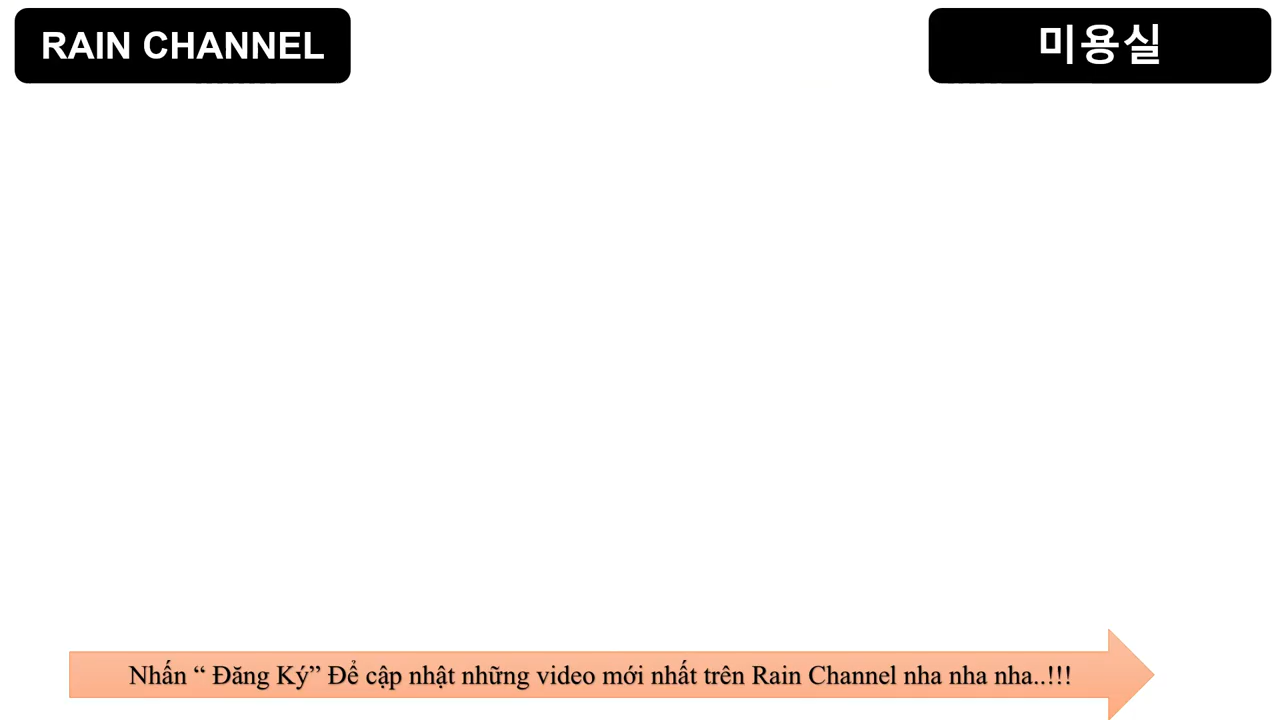 RAIN CHANNEL
미용실
Nhấn “ Đăng Ký” Để cập nhật những video mới nhất trên Rain Channel nha nha nha..!!!